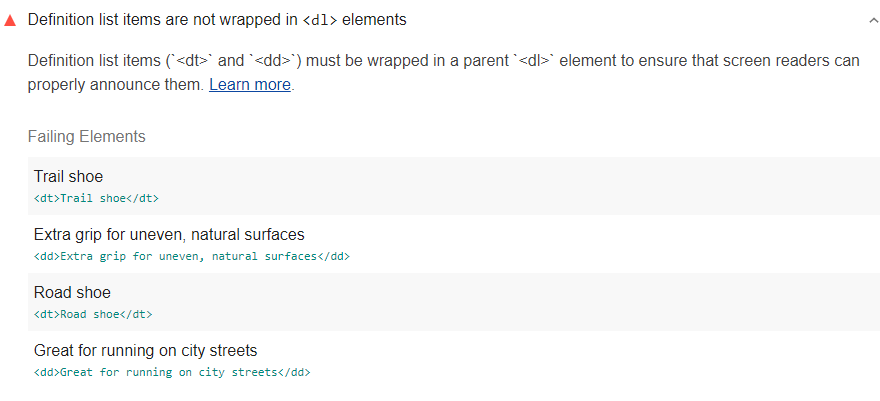 Definition list items are not wrapped in <dl> elements
Definition list items (`<dt>` and `<dd>`) must be wrapped in a parent `<dl>` element to ensure that screen readers can
properly announce them. Learn more.
Failing Elements
Trail shoe
<dt>Trail shoe</dt>
Extra grip for uneven, natural surfaces
<dd>Extra grip for uneven, natural surfaces</dd>
Road shoe
<dt>Road shoe</dt>
Great for running on city streets
<dd>Great for running on city streets</dd>